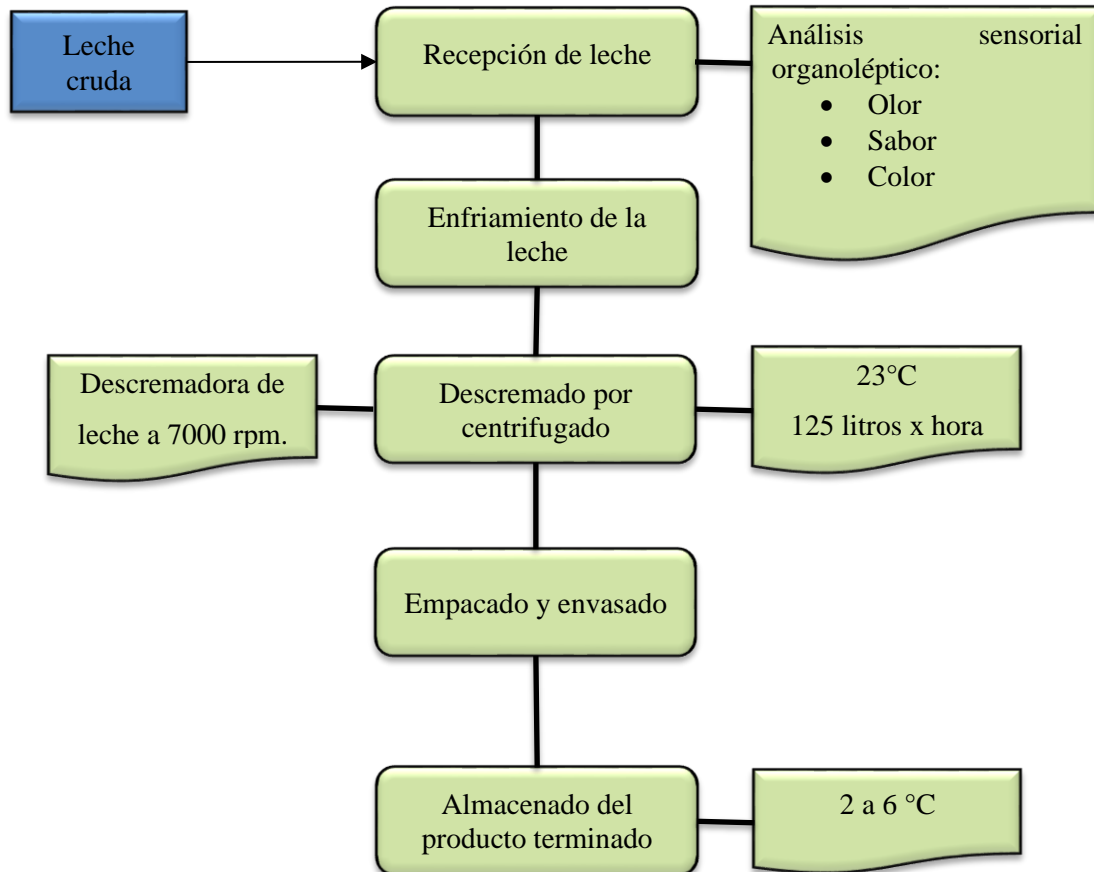 Leche
cruda
Recepción de leche
Análisis sensorial
organoléptico:
• Olor
• Sabor
• Color
Enfriamiento de la
leche
Descremadora de
leche a 7000 rpm.
Descremado por
centrifugado
23°C
125 litros x hora
Empacado y envasado
Almacenado del
producto terminado
2 a 6 °C